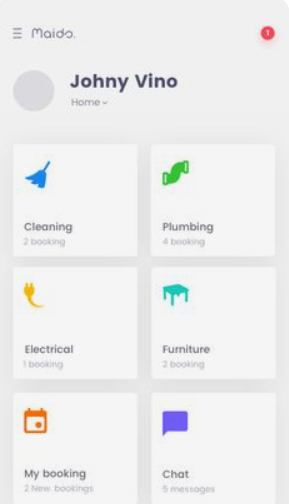 Maido.
1
Johny Vino
Home
Cleaning
2 booking
Plumbing
4 booking
Electrical
1 booking
Furniture
2 booking
My booking
2 New bookings
Chat
5 messages